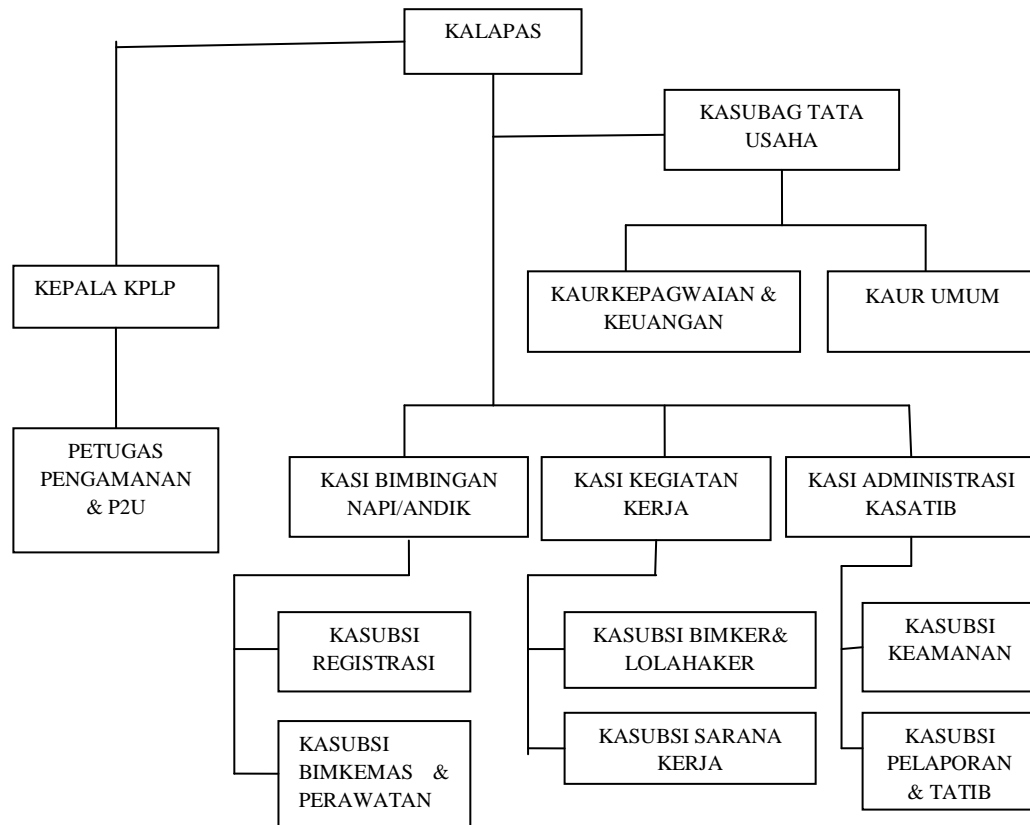 KALAPAS
KASUBAG TATA
USAHA
KEPALA KPLP
KAURKEPAGWAIAN &
KEUANGAN
KAUR UMUM
PETUGAS
PENGAMANAN
& P2U
KASI BIMBINGAN
NAPI/ANDIK
KASI KEGIATAN
KERJA
KASI ADMINISTRASI
KASATIB
KASUBSI
REGISTRASI
KASUBSI BIMKER&
LOLAHAKER
KASUBSI
KEAMANAN
KASUBSI
BIMKEMAS &
PERAWATAN
KASUBSI SARANA
KERJA
KASUBSI
PELAPORAN
& TATIB